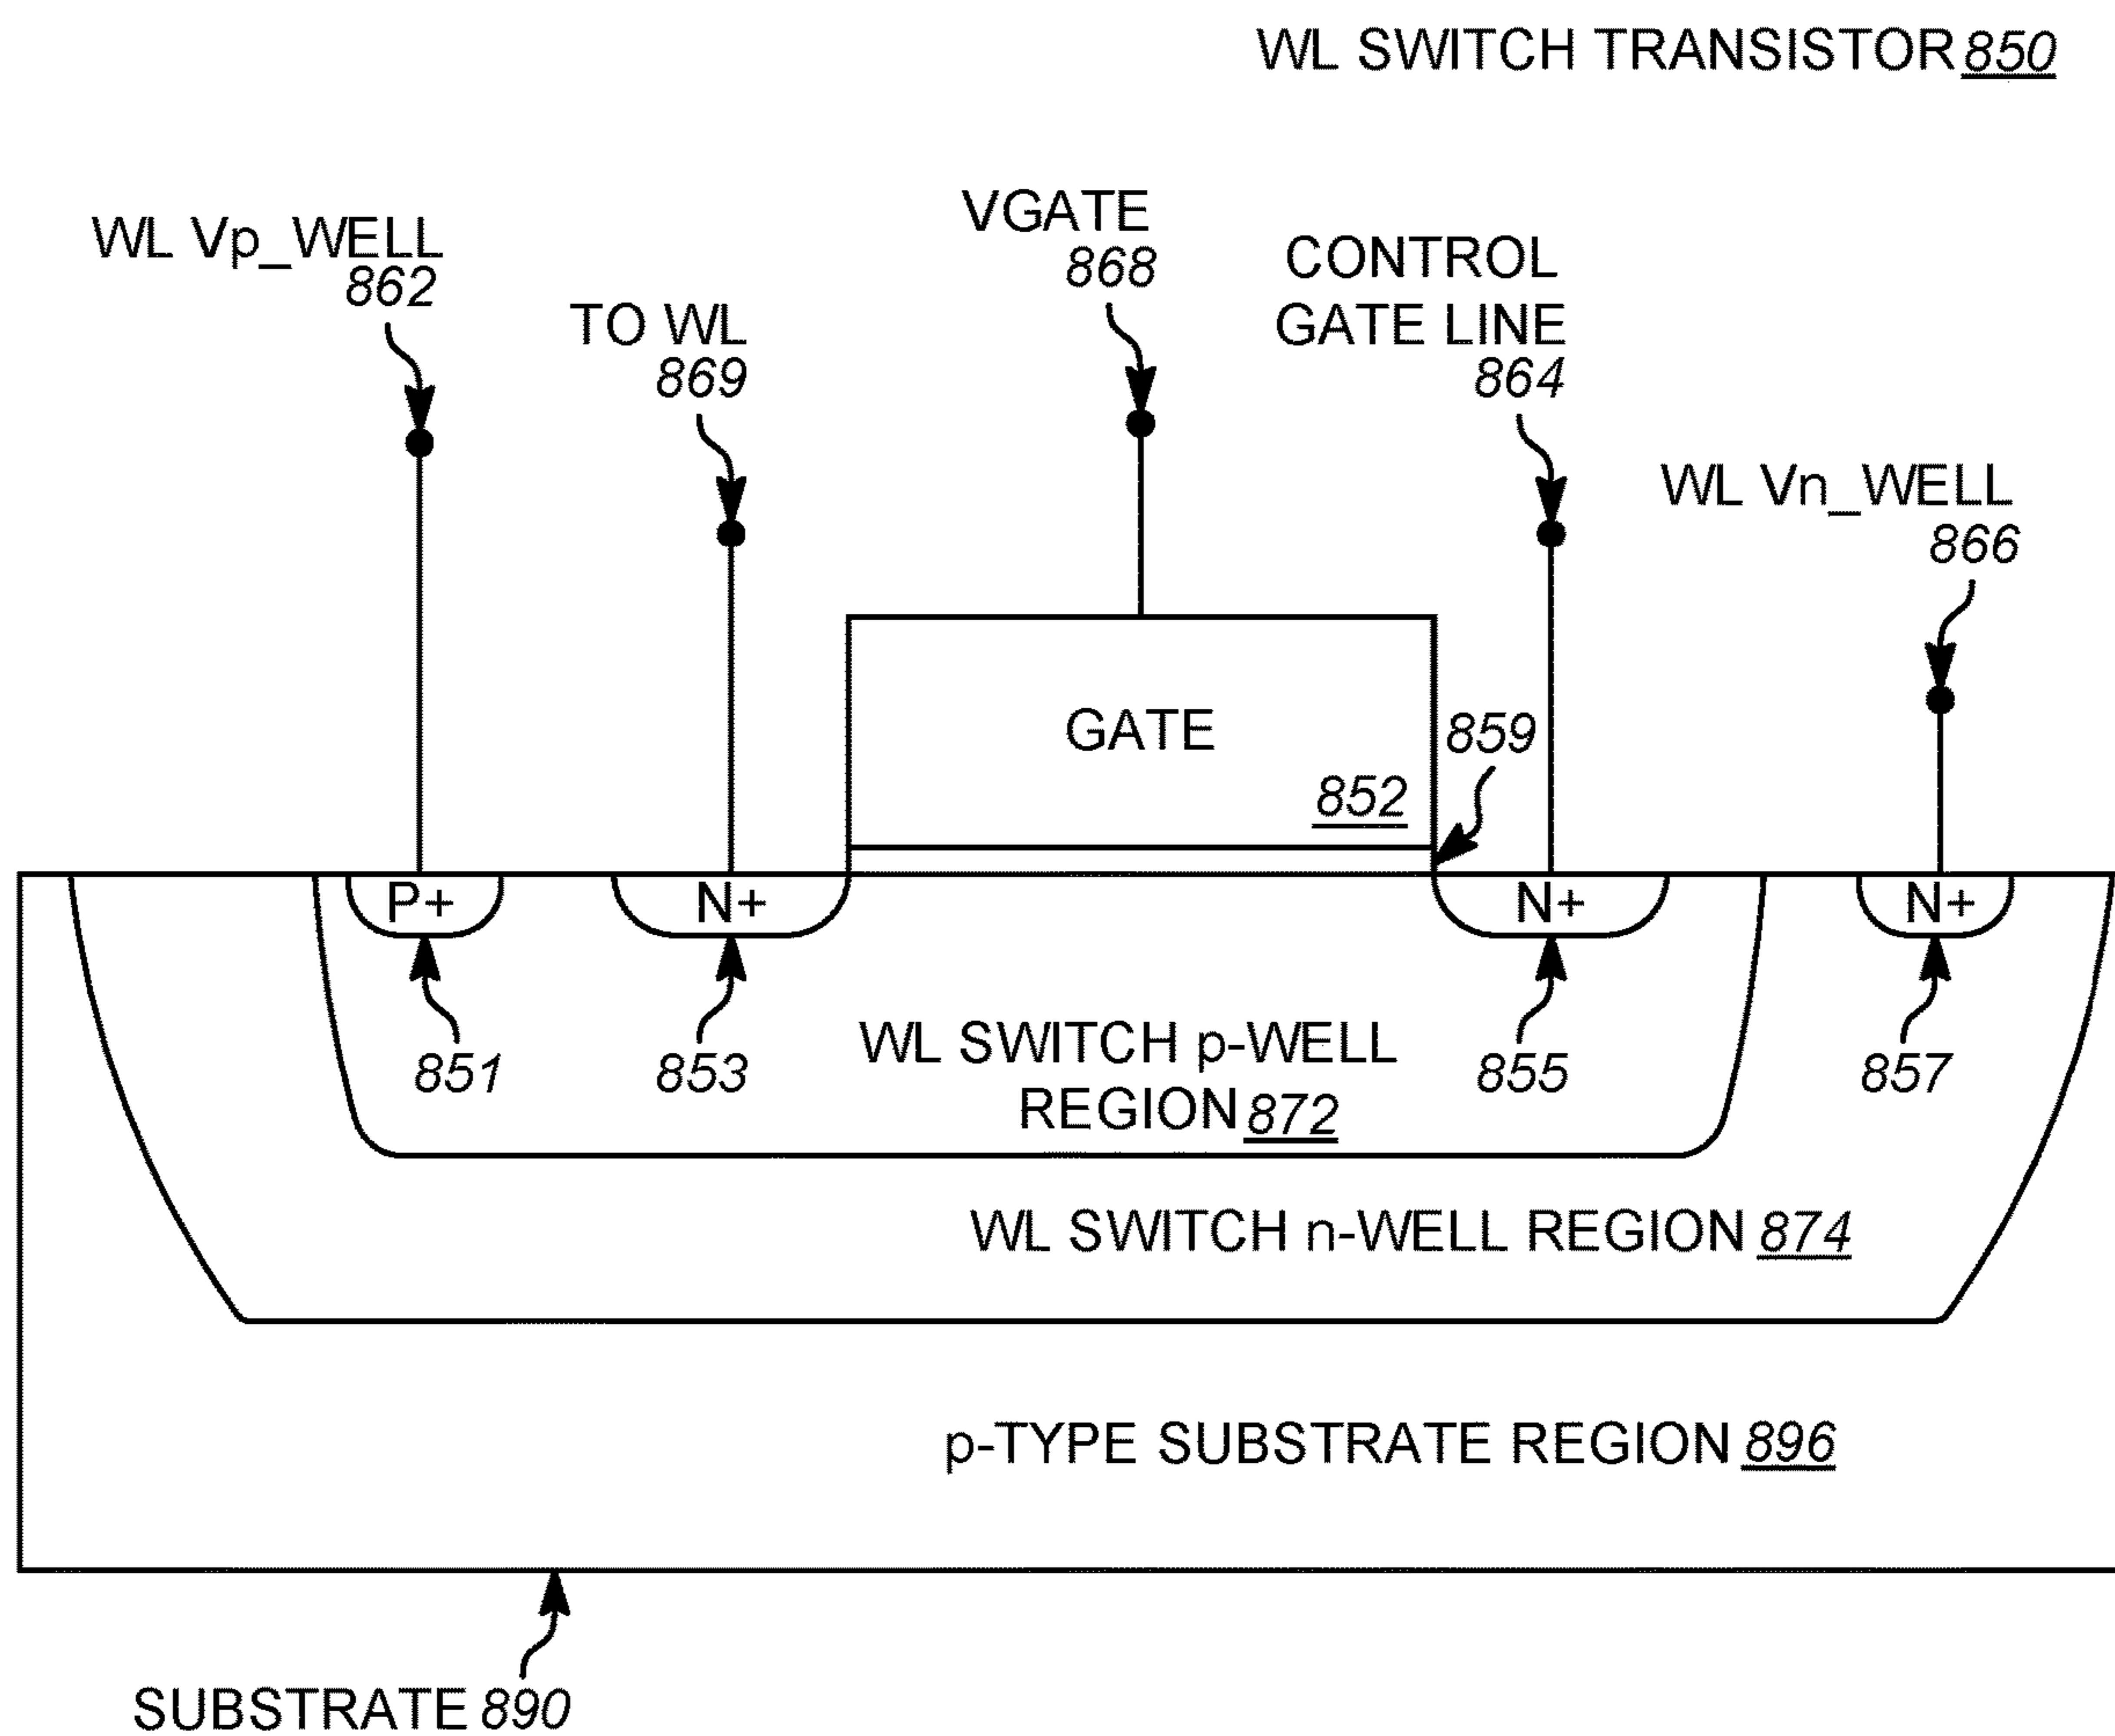 WL SWITCH TRANSISTOR 850
WL Vp_WELL
862
TO WL
869
VGATE
868
CONTROL
GATE LINE
864
WL Vn_WELL
866
GATE
852
859
P+
N+
N+
N+
851
853
855
857
WL SWITCH p-WELL
REGION 872
WL SWITCH n-WELL REGION 874
p-TYPE SUBSTRATE REGION 896
SUBSTRATE 890